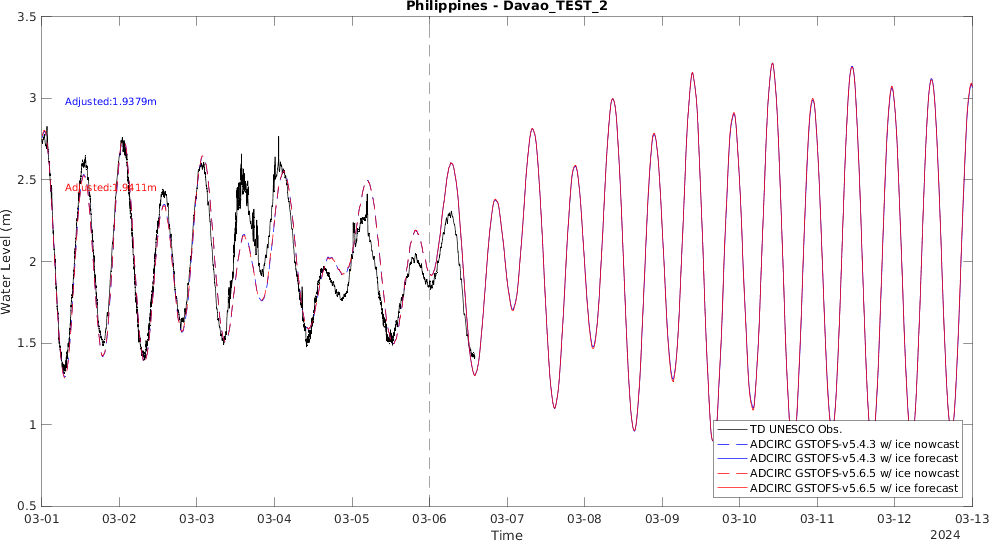 Philippines - Davao_TEST_2
3.5
3
2.5
2
1.5
1
0.5
Water Level (m)
Adjusted:1.9379m
Adjusted:1.9411m
TD UNESCO Obs.
ADCIRC GSTOFS-v5.4.3 w/ ice nowcast
ADCIRC GSTOFS-v5.4.3 w/ ice forecast
ADCIRC GSTOFS-v5.6.5 w/ ice nowcast
ADCIRC GSTOFS-v5.6.5 w/ ice forecast
03-01 03-02 03-03 03-04 03-05 03-06 03-07 03-08 03-09 03-10 03-11 03-12 03-13
Time
2024